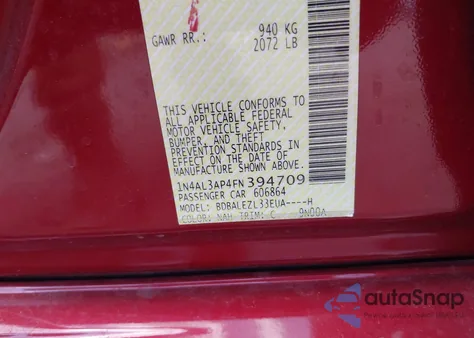 GAWR RR.: 940 KG
2072 LB
THIS VEHICLE CONFORMS TO
ALL APPLICABLE FEDERAL
MOTOR VEHICLE SAFETY,
BUMPER, AND THEFT
PREVENTION STANDARDS IN
EFFECT ON THE DATE OF
MANUFACTURE SHOWN ABOVE.
1N4AL3AP4FN394709
PASSENGER CAR 606864
MODEL: BDBALEZL33EUA----H
COLOR: NAH TRIM: C 9N00A
autoSnap